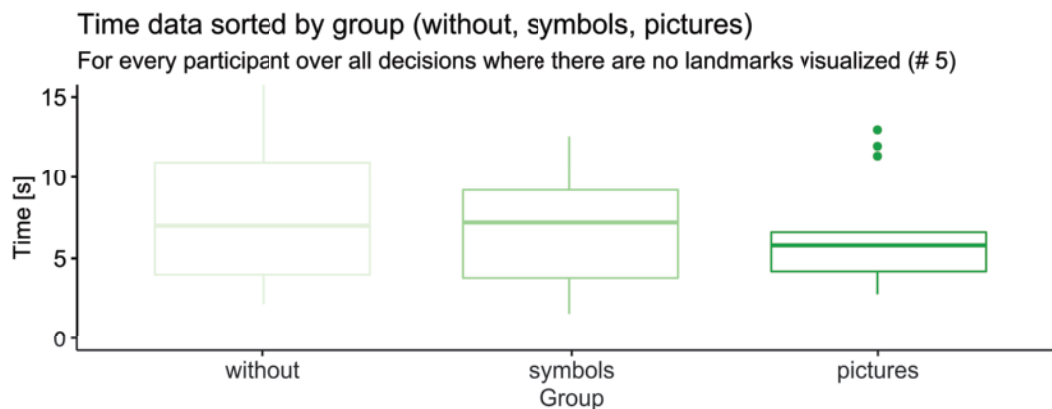 Time data sorted by group (without, symbols, pictures)
For every participant over all decisions where there are no landmarks visualized (# 5)
15
10
5
0
Time [s]
without symbols pictures
Group